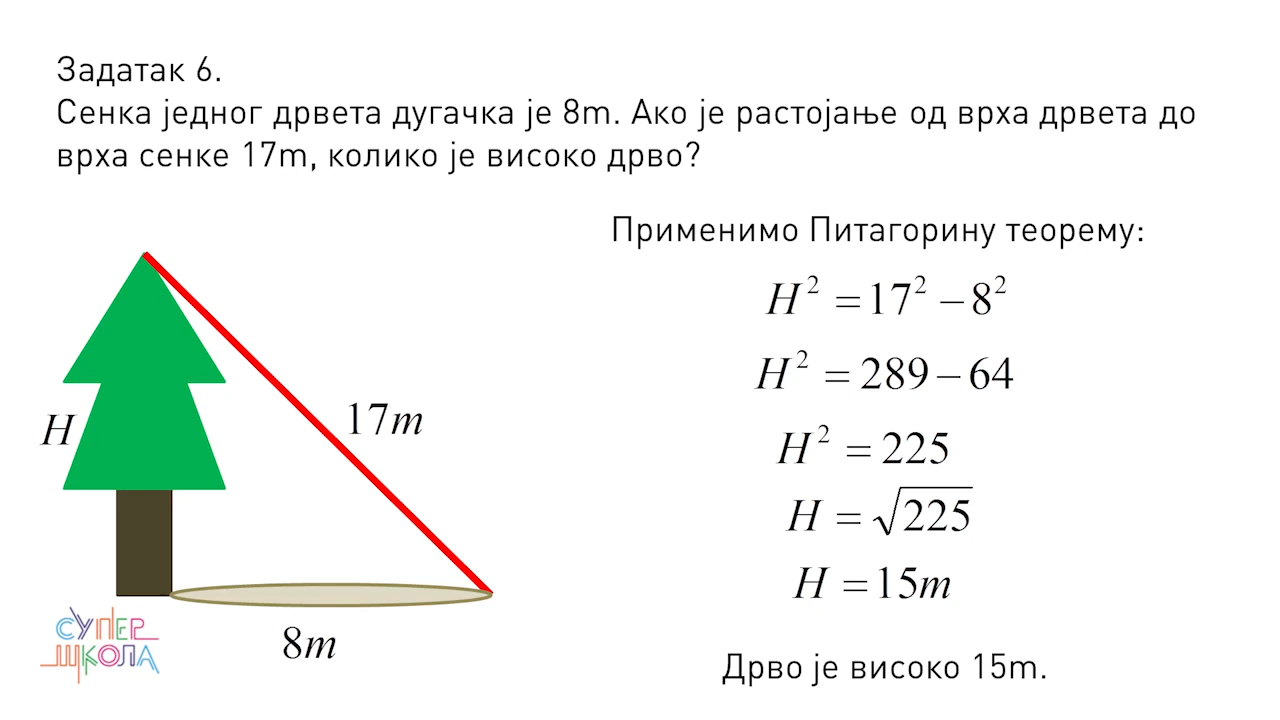 Задатак 6.
Сенка једног дрвета дугачка је 8m. Ако је растојање од врха дрвета до
врха сенке 17m, колико је високо дрво?
Применимо Питагорину теорему:
H² = 17² – 8²
H² = 289 – 64
H² = 225
H = √225
H = 15m
Дрво је високо 15m.
H
17m
8m
СУПЕР
ШКОЛА